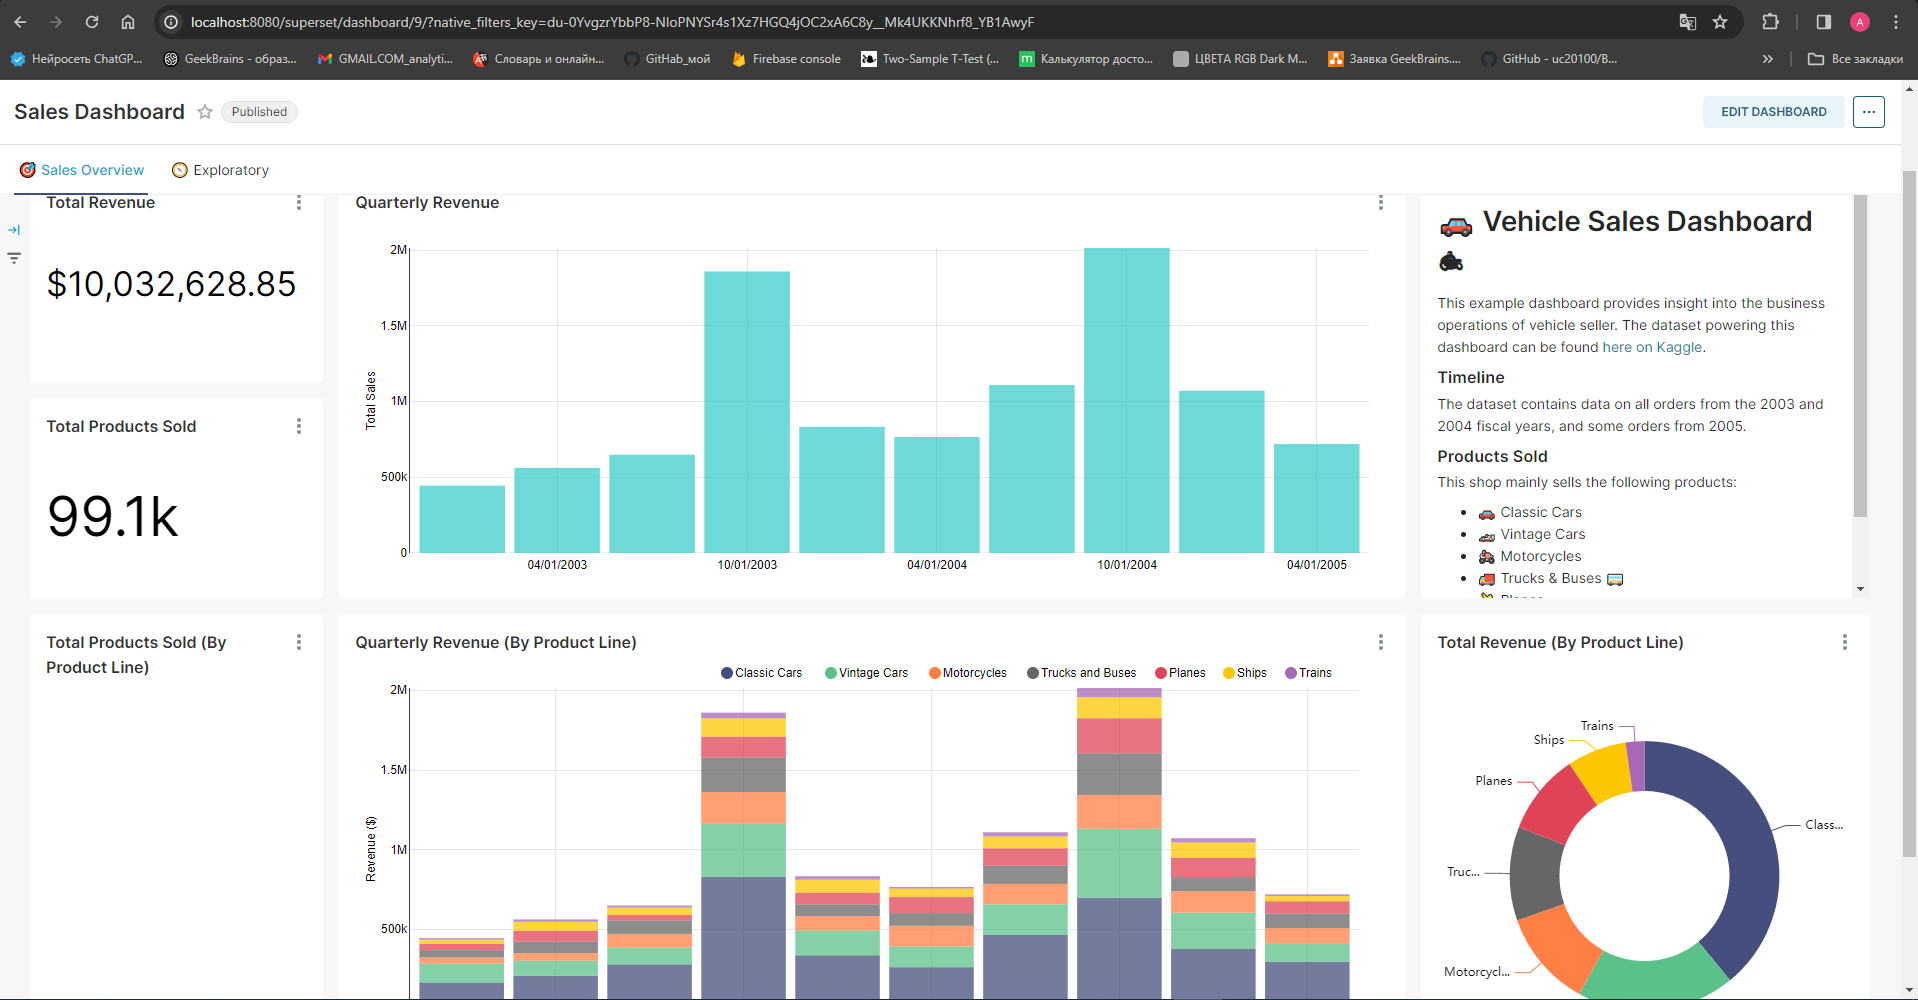 localhost:8080/superset/dashboard/9/?native_filters_key=du-0YvgzrYbbP8-NIoPNYSr4s1Xz7HGQ4jOC2xA6C8y__Mk4UKKNhrf8_YB1AwyF
A
Нейросеть ChatGP...
GeekBrains - образ...
GMAIL.COM_analyti...
Словарь и онлайн...
GitHab_мой
Firebase console
Two-Sample T-Test (...
Калькулятор досто...
ЦВЕТА RGB Dark M...
Заявка GeekBrains....
GitHub - uc20100/B...
»
Все закладки
Sales Dashboard
Published
EDIT DASHBOARD
...
Sales Overview
Exploratory
Total Revenue
$10,032,628.85
Quarterly Revenue
2M
1.5M
1M
500k
0
Total Sales
04/01/2003
10/01/2003
04/01/2004
10/01/2004
04/01/2005
Vehicle Sales Dashboard
This example dashboard provides insight into the business
operations of vehicle seller. The dataset powering this
dashboard can be found here on Kaggle.
Timeline
The dataset contains data on all orders from the 2003 and
2004 fiscal years, and some orders from 2005.
Products Sold
This shop mainly sells the following products:
• Classic Cars
• Vintage Cars
• Motorcycles
• Trucks & Buses
Planes
Total Products Sold
99.1k
Total Products Sold (By
Product Line)
Quarterly Revenue (By Product Line)
Classic Cars
Vintage Cars
Motorcycles
Trucks and Buses
Planes
Ships
Trains
2M
1.5M
1M
500k
Revenue ($)
Total Revenue (By Product Line)
Trains
Ships
Planes
Class...
Truc...
Motorcycl...